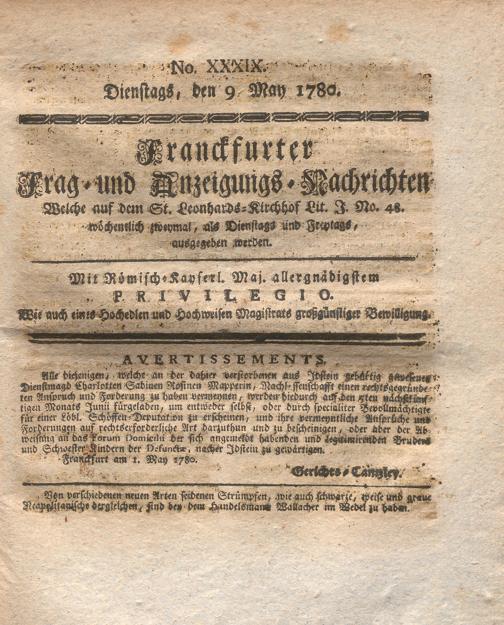 No. XXXIX.
Dienstags, den 9 May 1780.
Franckfurter
Frag-und Anzeigungs-Nachrichten
Welche auf dem St. Leonhards-Kirchhof Lit. J. No. 48.
wöchentlich zweymal, als Dienstags und Freytags,
ausgegeben werden.
Mit Römisch-Kayserl. Maj. allergnädigstem
PRIVILEGIO.
Wie auch eines Hochedlen und Hochweisen Magistrats großgünstiger Bewilligung.
AVERTISSEMENTS.
Alle diejenigen, welche an der dahier verstorbenen aus Idstein gebürtig gewesenen
Dienstmagd Charlotten Sabinen Rosinen Mapperin, Nachl-ssenschafft einen rechtsgegründe-
ten Anspruch und Forderung zu haben vermeynen, werden hiedurch auf den nächstkünf-
tigen Monats Junii fürgeladen, um entweder selbst, oder durch specialiter Bevollmächtigte
für einer Löbl. Schöffen-Deputation zu erscheinen, und ihre vermeyntliche Ansprüche und
Forderungen auf rechtserforderliche Art darzuthun und zu bescheinigen, oder aber der Ab-
weisung an das Forum Domicilii der sich angemeldt habenden und legitimirenden Bruders
und Schwester Kindern der Defunctæ, nacher Idstein zu gewärtigen.
Franckfurt am 1. May 1780.
Gerichts-Cantzley.
Von verschiedenen neuen Arten seidenen Strümpfen, wie auch schwarze, weise und graue
Neapolitanische dergleichen, sind bey dem Handelsmann Wallacher im Wedel zu haben.